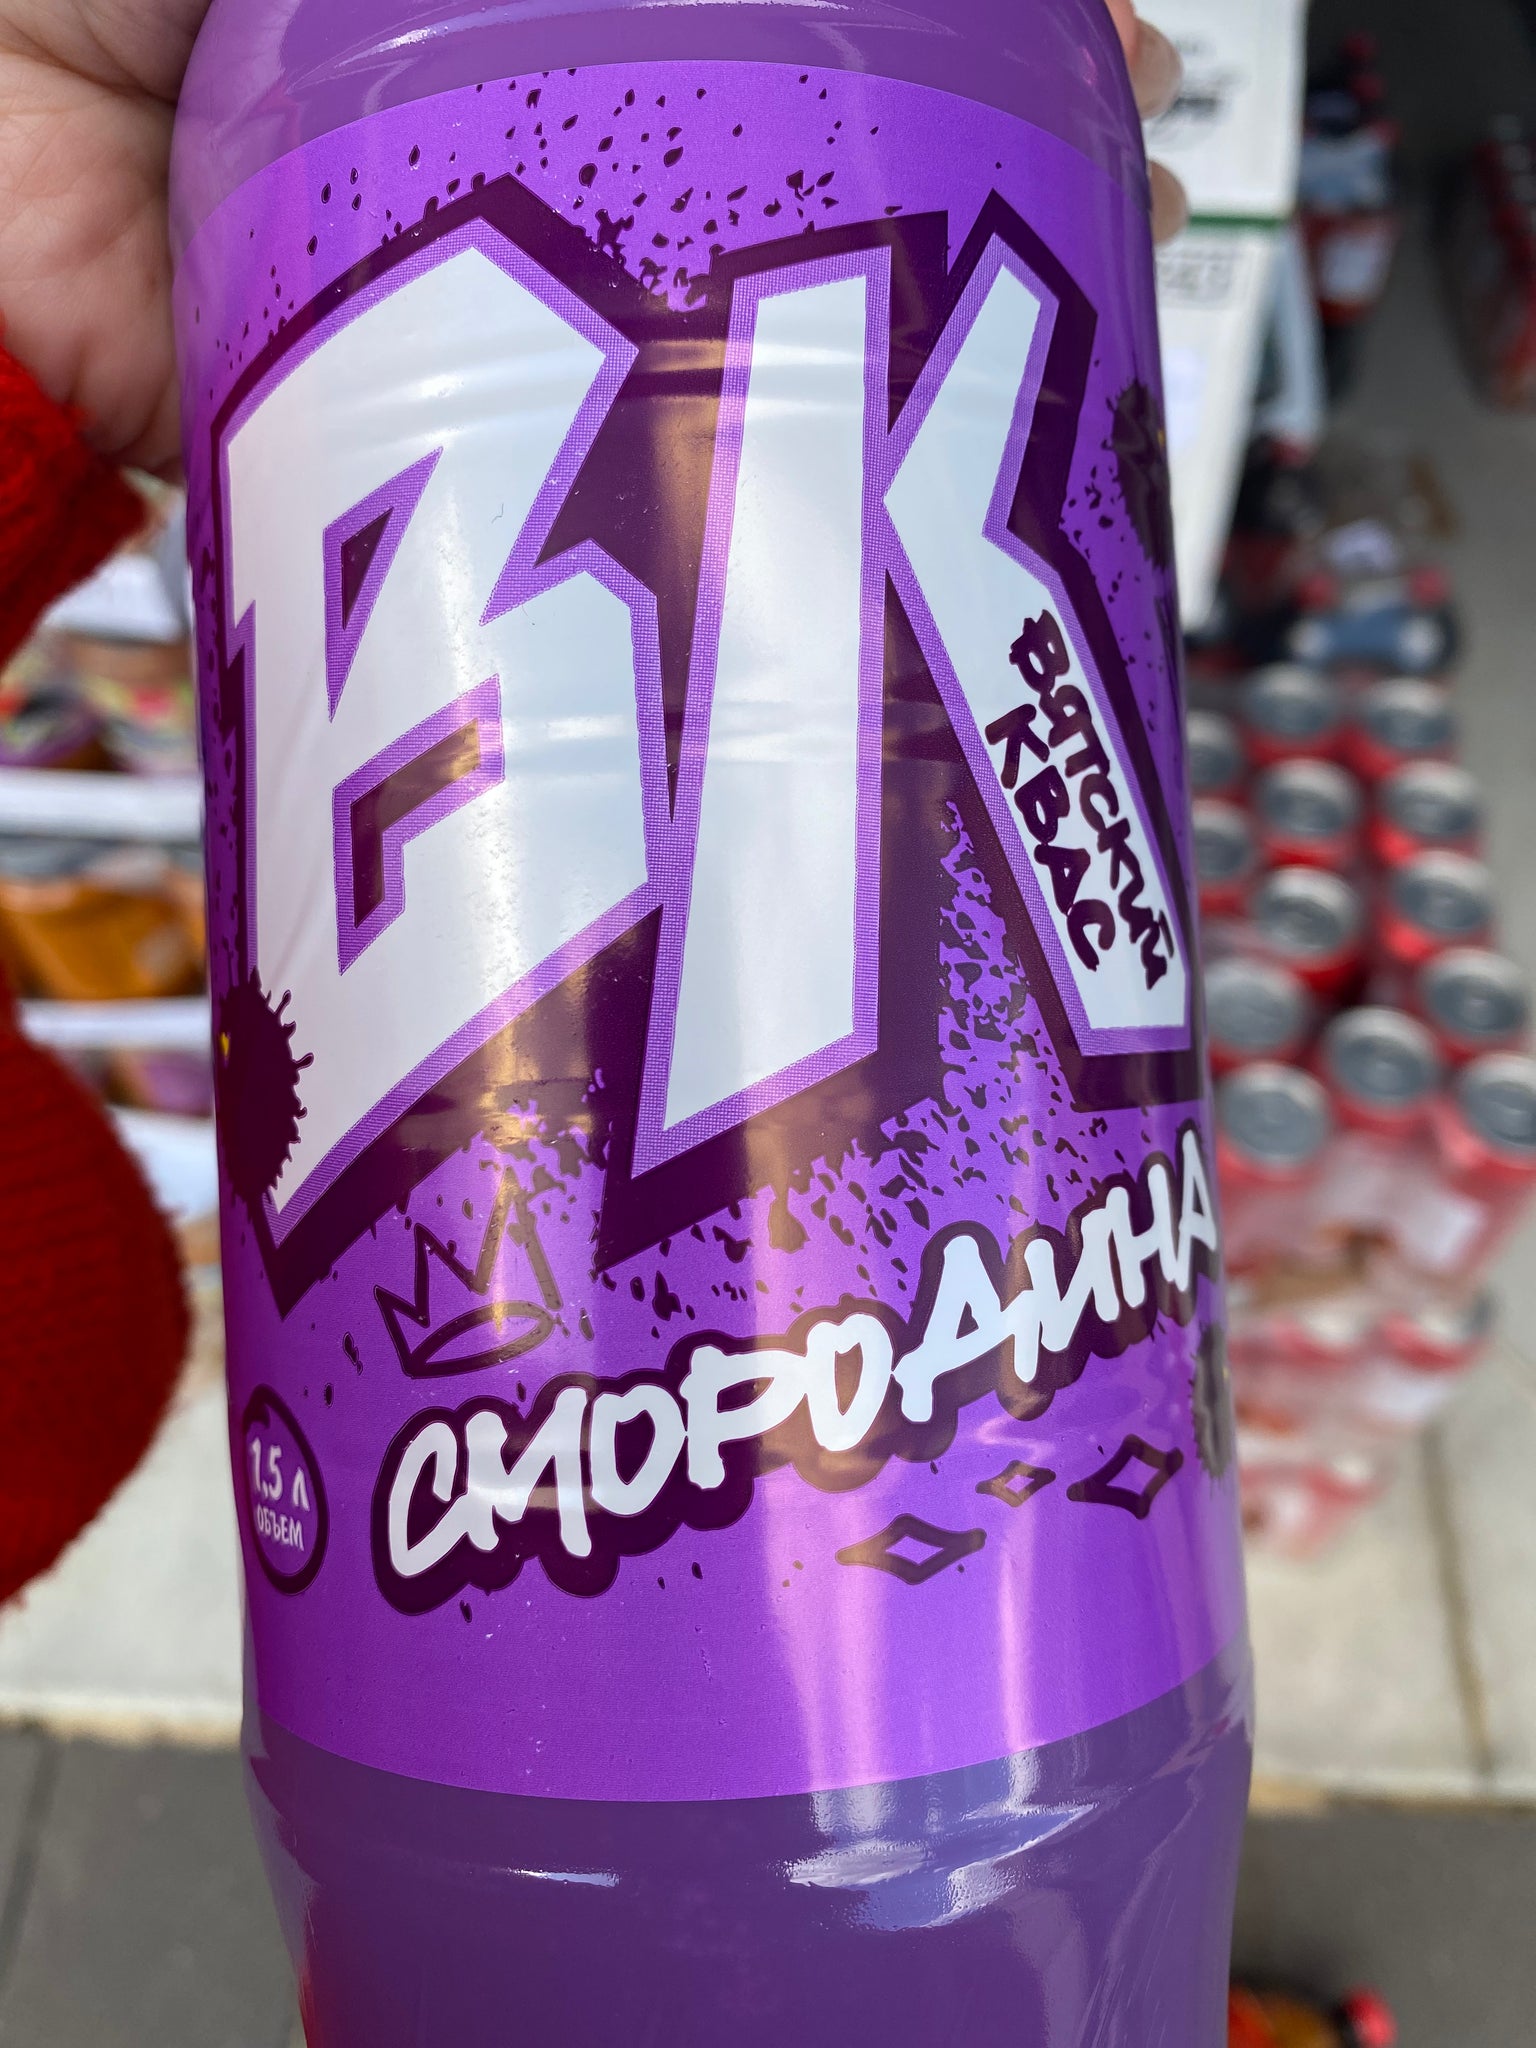 ВК
ВЯТСКИЙ
КВАС
СМОРОДИНА
1,5 л
ОБЪЕМ